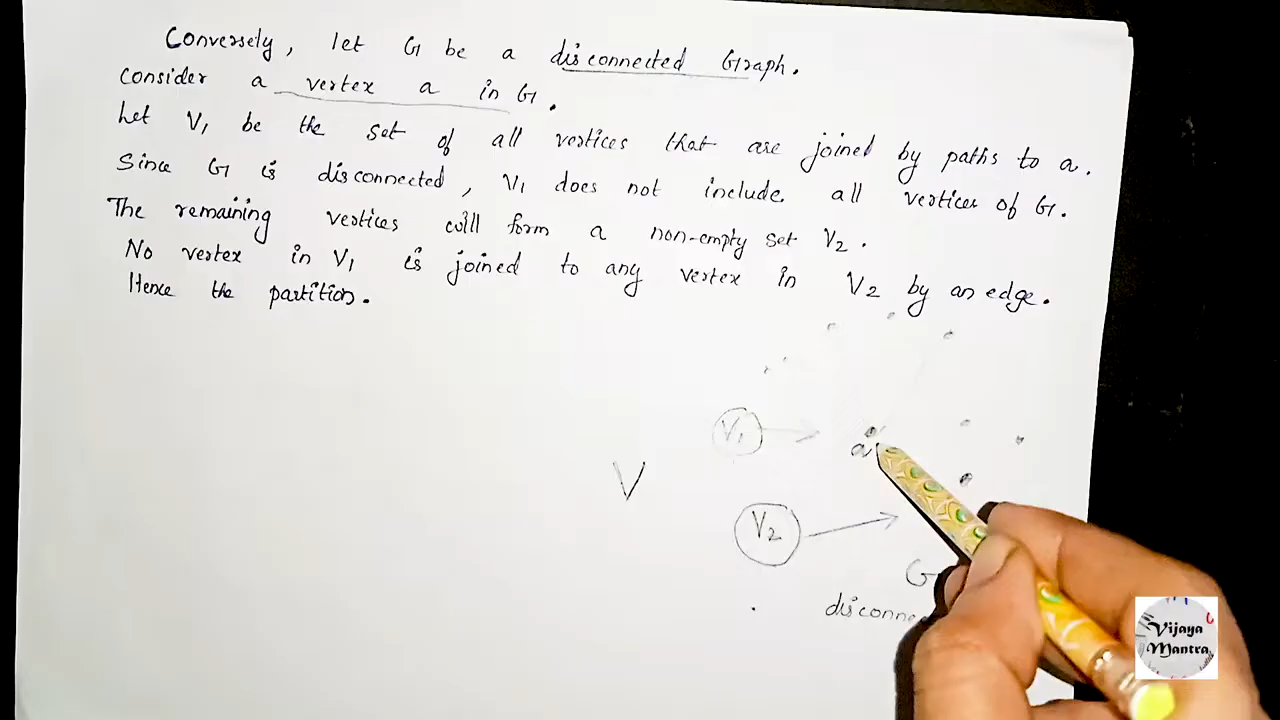 Conversely, let G be a disconnected Graph.
Consider a vertex a in G.
Let V1 be the set of all vertices that are joined by paths to a.
Since G is disconnected, V1 does not include all vertices of G.
The remaining vertices will form a non-empty set V2.
No vertex in V1 is joined to any vertex in V2 by an edge.
Hence the partition.
V1
a
V
V2
G
disconne
Vijaya
Mantra